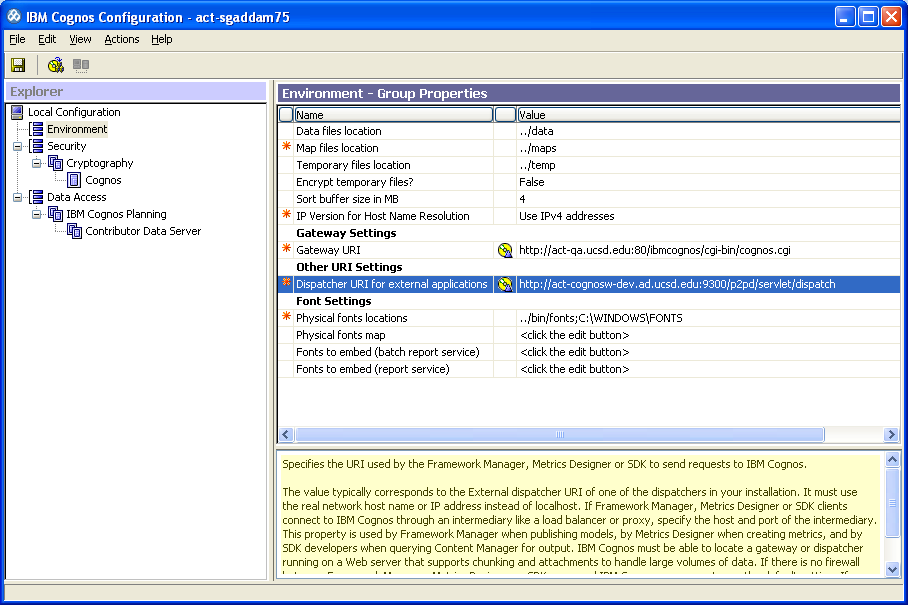 IBM Cognos Configuration - act-sgaddam75
File Edit View Actions Help
Explorer
Local Configuration
Environment
Security
Cryptography
Cognos
Data Access
IBM Cognos Planning
Contributor Data Server
Environment - Group Properties
Name Value
Data files location ../data
* Map files location ../maps
Temporary files location ../temp
Encrypt temporary files? False
Sort buffer size in MB 4
* IP Version for Host Name Resolution Use IPv4 addresses
Gateway Settings
* Gateway URI http://act-qa.ucsd.edu:80/ibmcognos/cgi-bin/cognos.cgi
Other URI Settings
* Dispatcher URI for external applications http://act-cognosw-dev.ad.ucsd.edu:9300/p2pd/servlet/dispatch
Font Settings
* Physical fonts locations ../bin/fonts;C:\WINDOWS\FONTS
Physical fonts map <click the edit button>
Fonts to embed (batch report service) <click the edit button>
Fonts to embed (report service) <click the edit button>
Specifies the URI used by the Framework Manager, Metrics Designer or SDK to send requests to IBM Cognos.
The value typically corresponds to the External dispatcher URI of one of the dispatchers in your installation. It must use
the real network host name or IP address instead of localhost. If Framework Manager, Metrics Designer or SDK clients
connect to IBM Cognos through an intermediary like a load balancer or proxy, specify the host and port of the intermediary.
This property is used by Framework Manager when publishing models, by Metrics Designer when creating metrics, and by
SDK developers when querying Content Manager for output. IBM Cognos must be able to locate a gateway or dispatcher
running on a Web server that supports chunking and attachments to handle large volumes of data. If there is no firewall